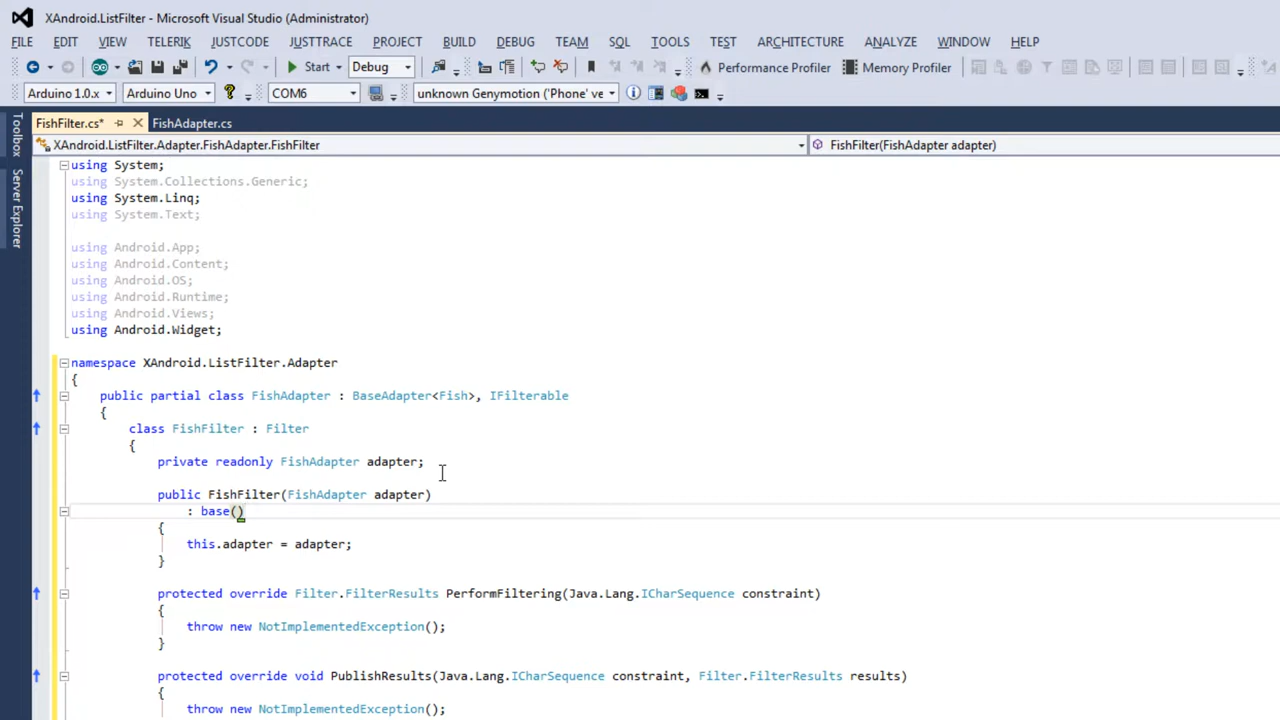 XAndroid.ListFilter - Microsoft Visual Studio (Administrator)
FILE EDIT VIEW TELERIK JUSTCODE JUSTTRACE PROJECT BUILD DEBUG TEAM SQL TOOLS TEST ARCHITECTURE ANALYZE WINDOW HELP
Start Debug Performance Profiler Memory Profiler
Arduino 1.0.x Arduino Uno ? COM6 unknown Genymotion ('Phone' ve
FishFilter.cs* FishAdapter.cs
Toolbox
Server Explorer
XAndroid.ListFilter.Adapter.FishAdapter.FishFilter FishFilter(FishAdapter adapter)
using System;
using System.Collections.Generic;
using System.Linq;
using System.Text;
using Android.App;
using Android.Content;
using Android.OS;
using Android.Runtime;
using Android.Views;
using Android.Widget;
namespace XAndroid.ListFilter.Adapter
{
public partial class FishAdapter : BaseAdapter<Fish>, IFilterable
{
class FishFilter : Filter
{
private readonly FishAdapter adapter;
public FishFilter(FishAdapter adapter)
: base()
{
this.adapter = adapter;
}
protected override Filter.FilterResults PerformFiltering(Java.Lang.ICharSequence constraint)
{
throw new NotImplementedException();
}
protected override void PublishResults(Java.Lang.ICharSequence constraint, Filter.FilterResults results)
{
throw new NotImplementedException();